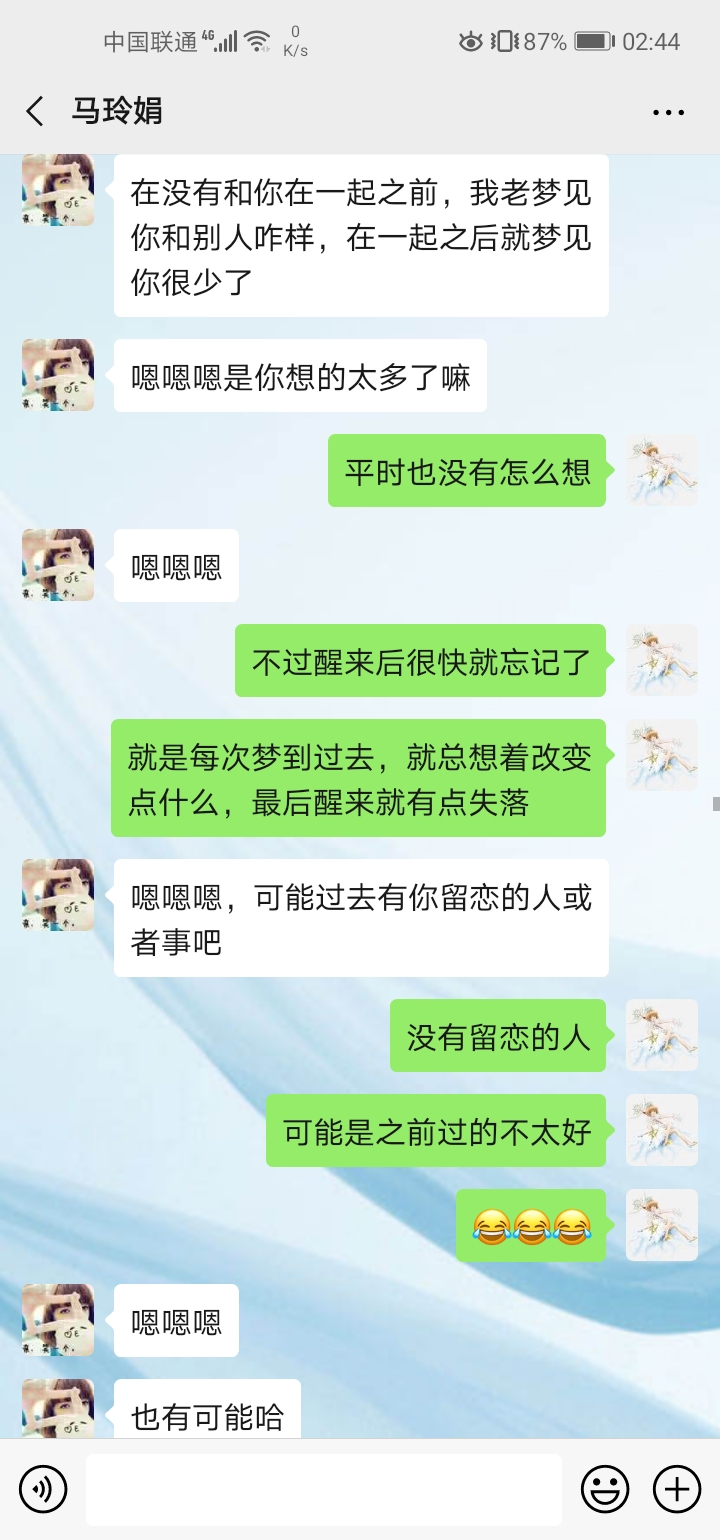 中国联通 4G 0 K/s 87% 02:44
马玲娟
在没有和你在一起之前，我老梦见
你和别人咋样，在一起之后就梦见
你很少了
嗯嗯嗯是你想的太多了嘛
平时也没有怎么想
嗯嗯嗯
不过醒来后很快就忘记了
就是每次梦到过去，就总想着改变
点什么，最后醒来就有点失落
嗯嗯嗯，可能过去有你留恋的人或
者事吧
没有留恋的人
可能是之前过的不太好
😂😂😂
嗯嗯嗯
也有可能哈